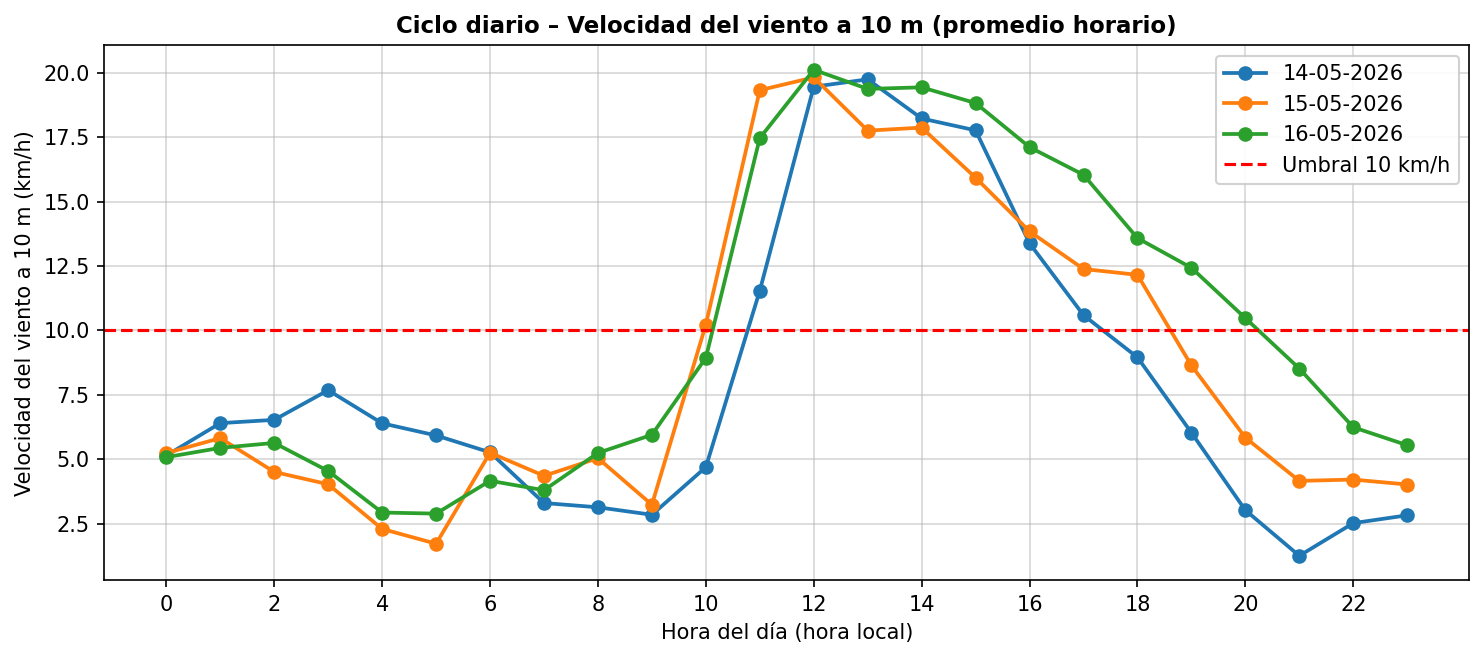 Ciclo diario – Velocidad del viento a 10 m (promedio horario)
Velocidad del viento a 10 m (km/h)
20.0
17.5
15.0
12.5
10.0
7.5
5.0
2.5
14-05-2026
15-05-2026
16-05-2026
Umbral 10 km/h
0 2 4 6 8 10 12 14 16 18 20 22
Hora del día (hora local)